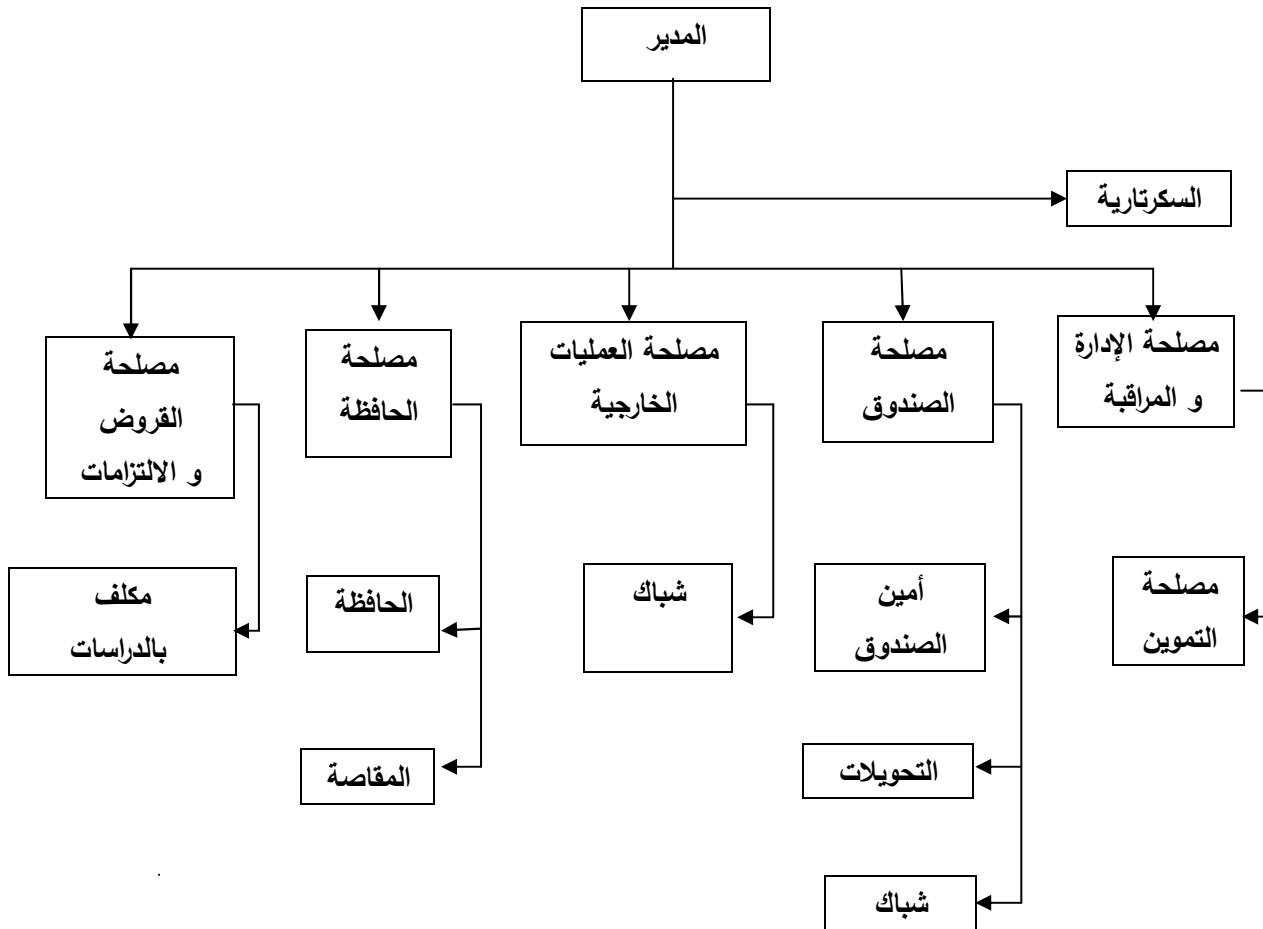 المدير
السكرتارية
مصلحة الإدارة
و المراقبة
مصلحة
الصندوق
مصلحة العمليات
الخارجية
مصلحة
الحافظة
مصلحة
القروض
و الالتزامات
مصلحة
التموين
أمين
الصندوق
شباك
الحافظة
مكلف
بالدراسات
التحويلات
المقاصة
شباك